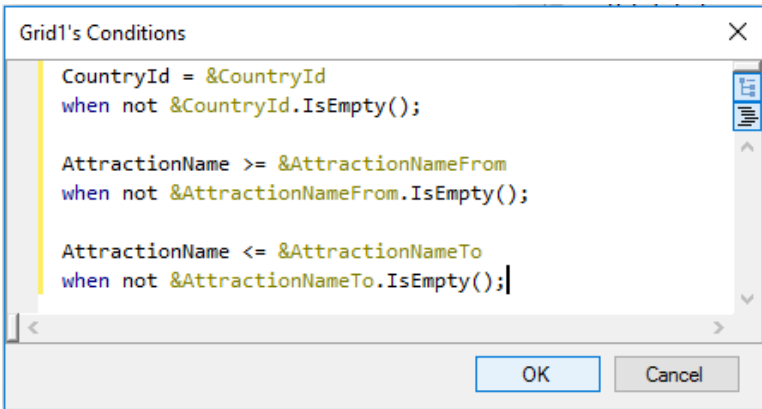 Grid1's Conditions
CountryId = &CountryId
when not &CountryId.IsEmpty();
AttractionName >= &AttractionNameFrom
when not &AttractionNameFrom.IsEmpty();
AttractionName <= &AttractionNameTo
when not &AttractionNameTo.IsEmpty();
OK Cancel